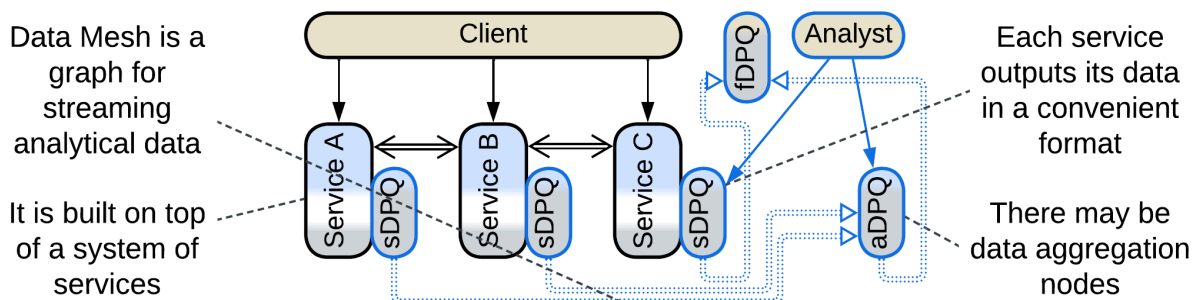 Data Mesh is a
graph for
streaming
analytical data
It is built on top
of a system of
services
Client
fDPQ
Analyst
Service A
sDPQ
Service B
sDPQ
Service C
sDPQ
aDPQ
Each service
outputs its data
in a convenient
format
There may be
data aggregation
nodes